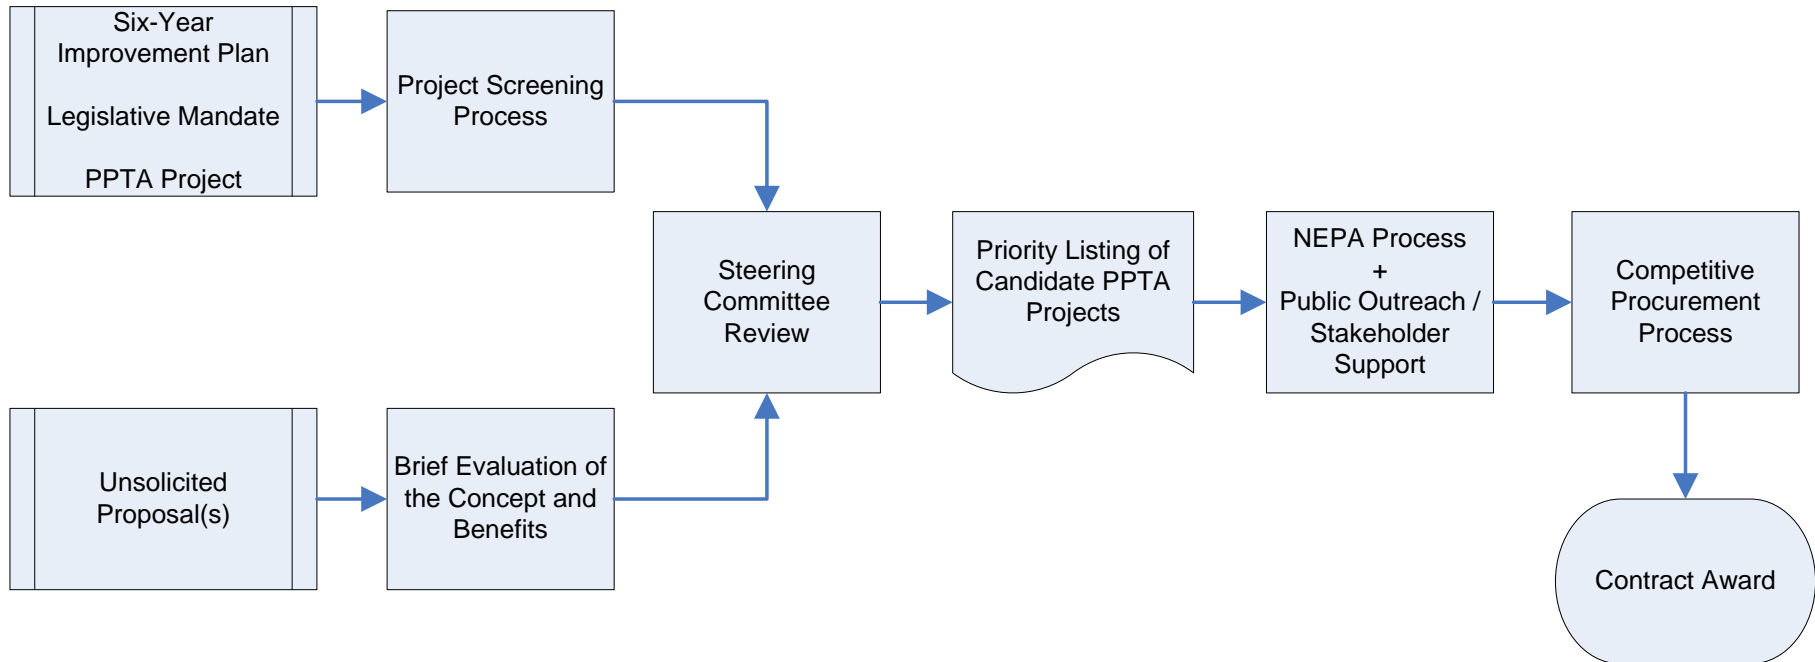 Six-Year
Improvement Plan
Legislative Mandate
PPTA Project
Project Screening
Process
Steering
Committee
Review
Priority Listing of
Candidate PPTA
Projects
NEPA Process
+
Public Outreach /
Stakeholder
Support
Competitive
Procurement
Process
Unsolicited
Proposal(s)
Brief Evaluation of
the Concept and
Benefits
Contract Award